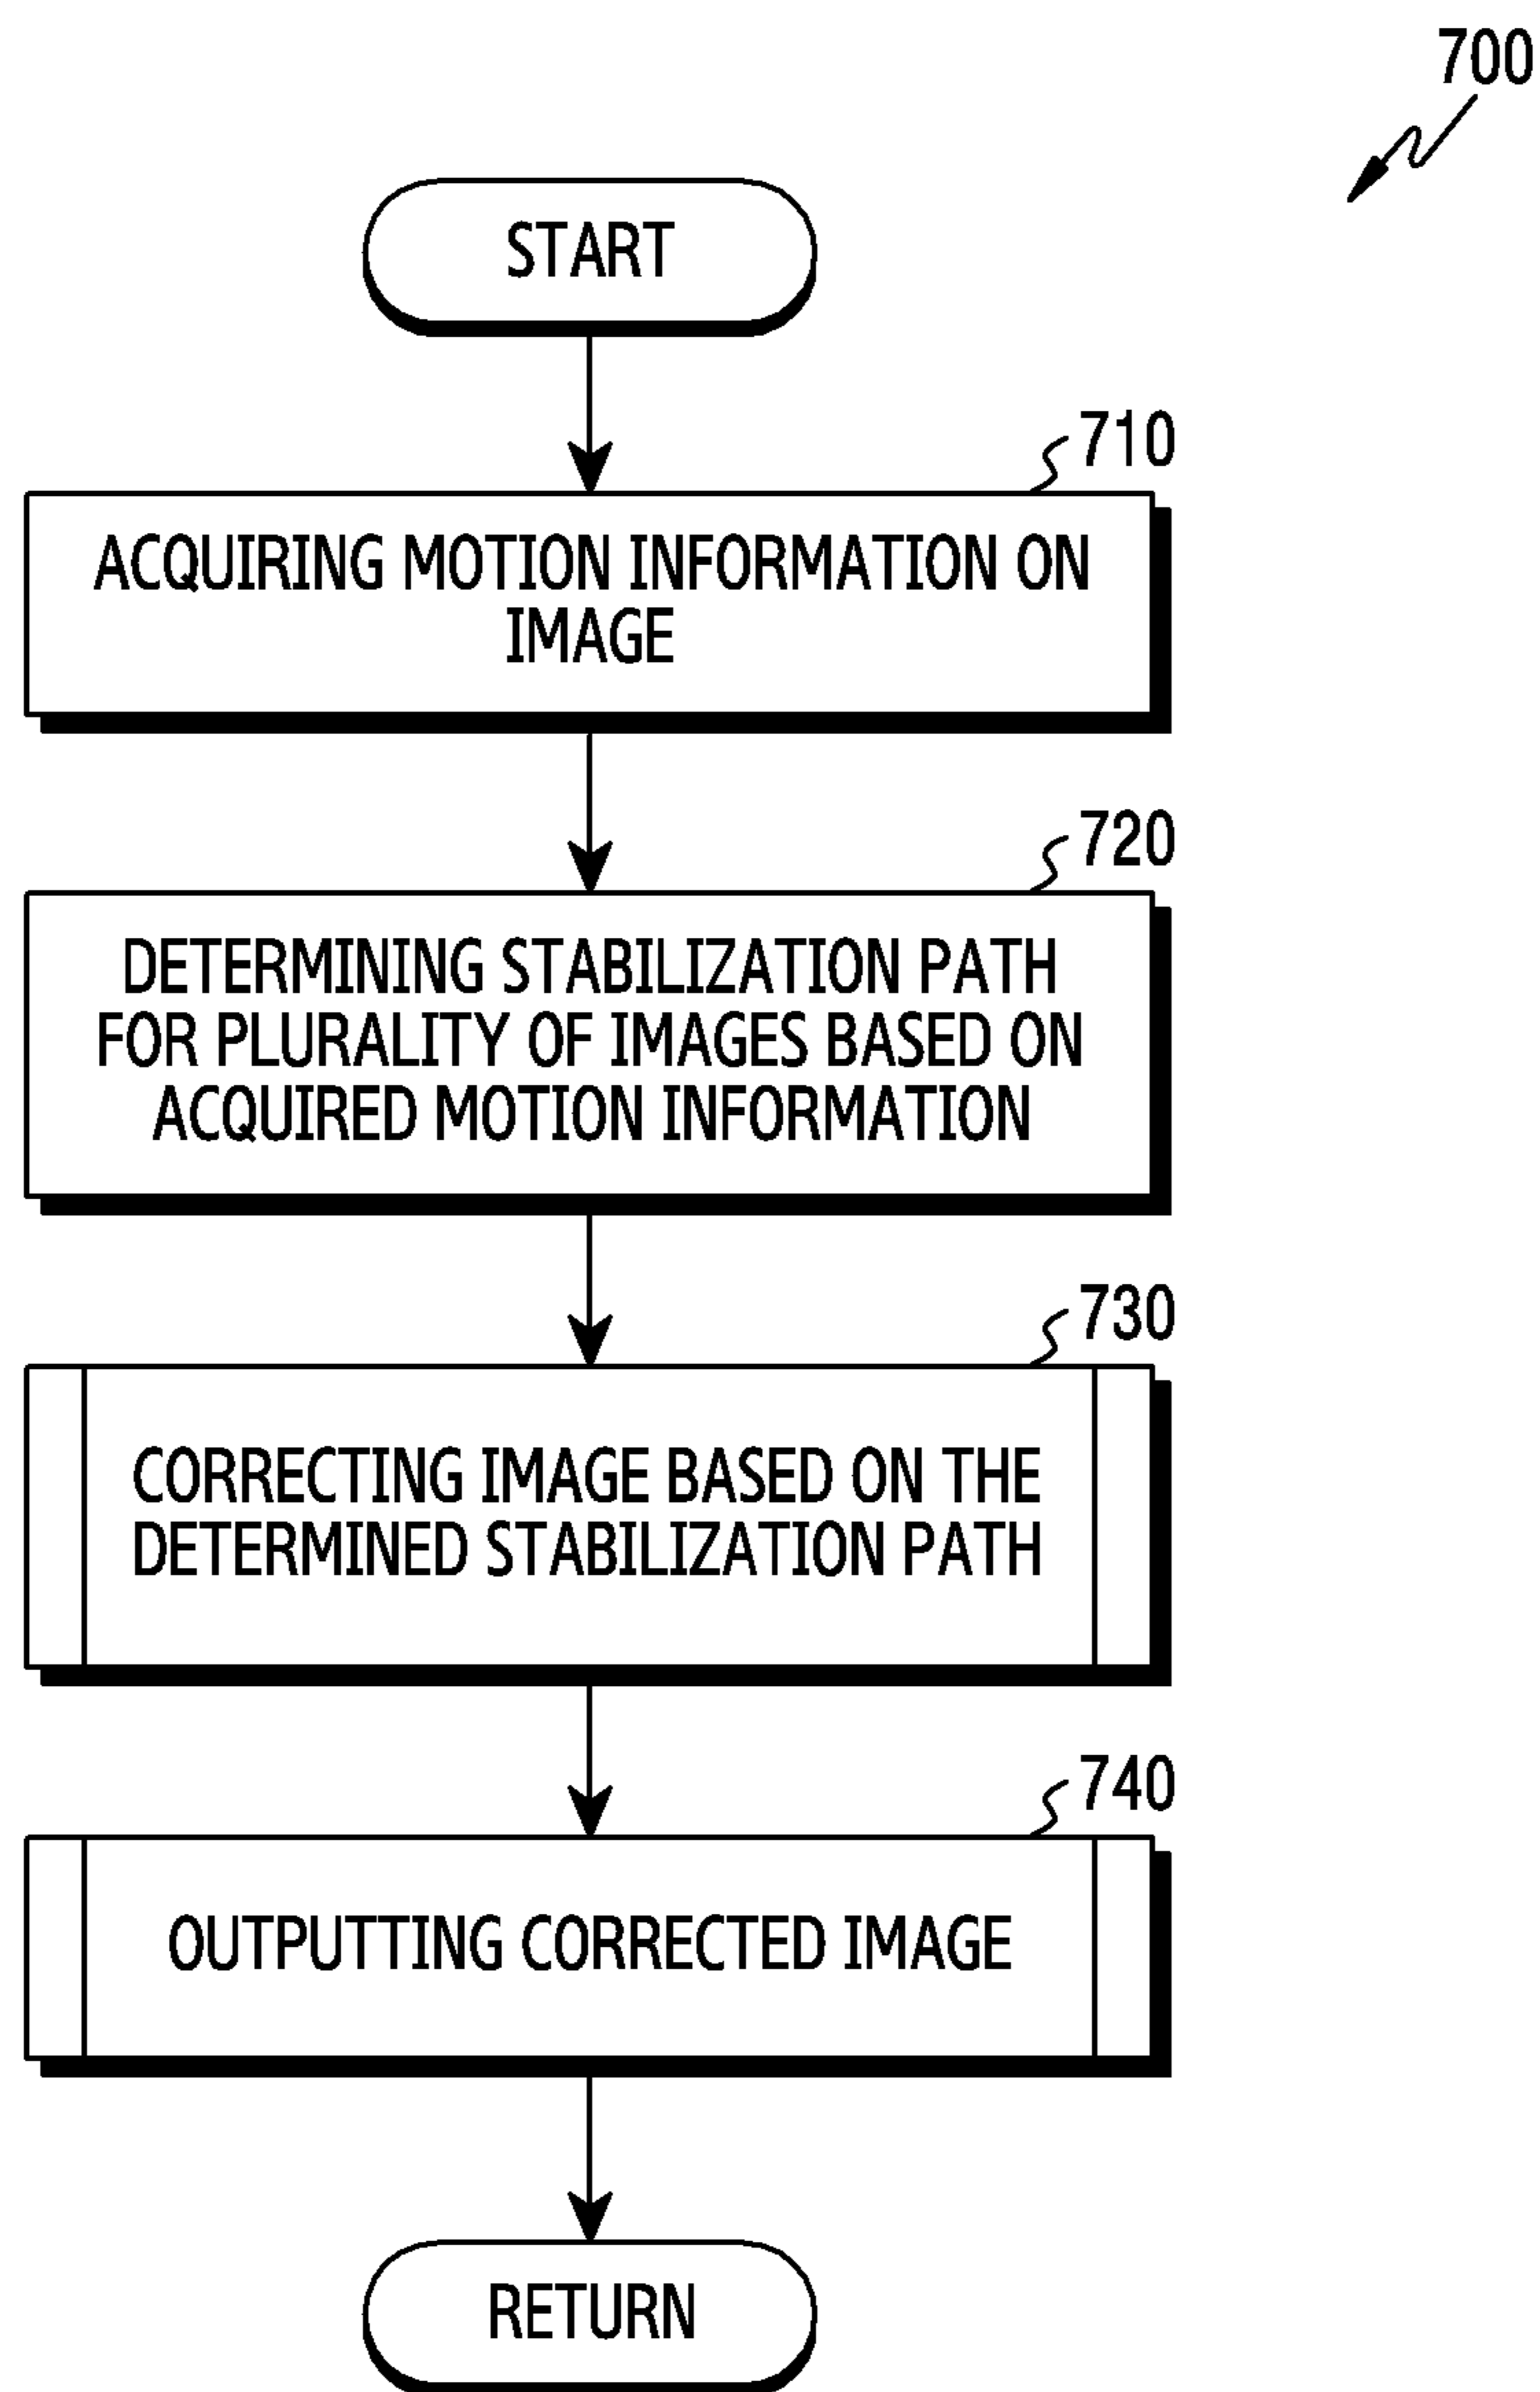 700
START
710
ACQUIRING MOTION INFORMATION ON
IMAGE
720
DETERMINING STABILIZATION PATH
FOR PLURALITY OF IMAGES BASED ON
ACQUIRED MOTION INFORMATION
730
CORRECTING IMAGE BASED ON THE
DETERMINED STABILIZATION PATH
740
OUTPUTTING CORRECTED IMAGE
RETURN